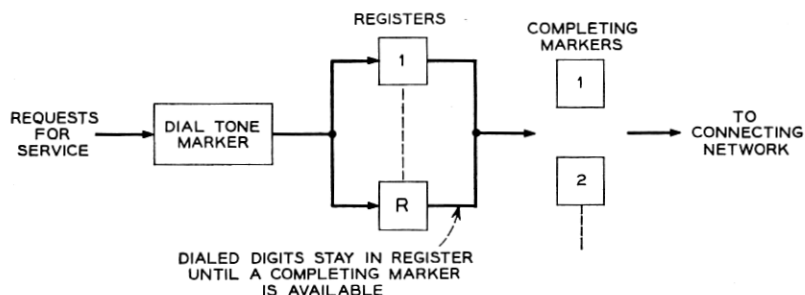 REGISTERS
COMPLETING
MARKERS
1
1
REQUESTS
FOR
SERVICE
DIAL TONE
MARKER
TO
CONNECTING
NETWORK
R
2
DIALED DIGITS STAY IN REGISTER
UNTIL A COMPLETING MARKER
IS AVAILABLE